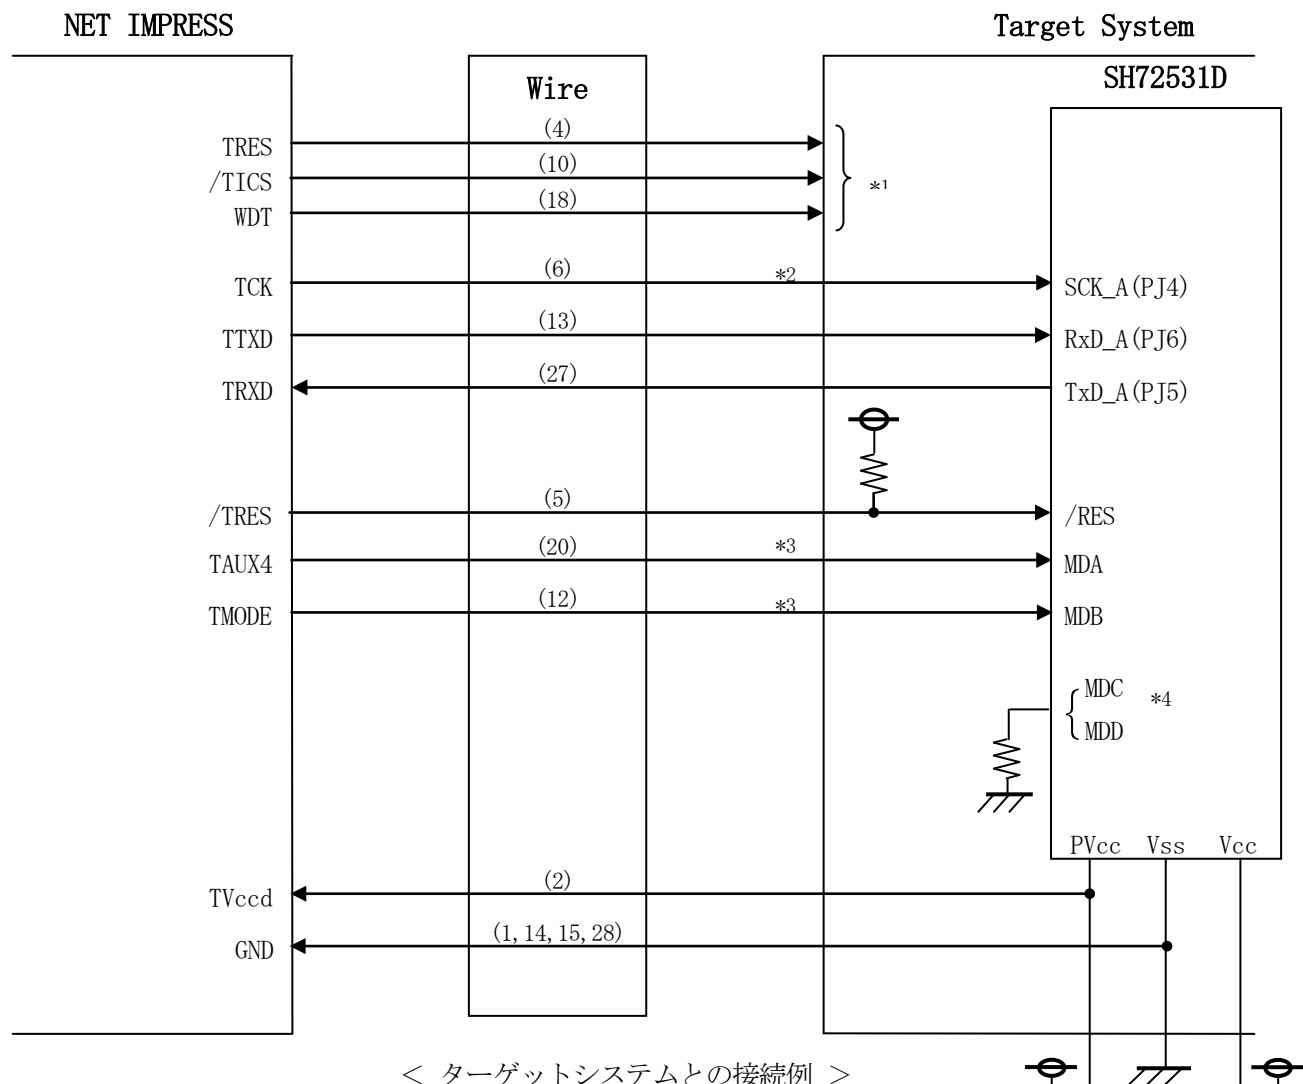 NET IMPRESS
Target System
Wire
SH72531D
TRES (4)
/TICS (10) *1
WDT (18)
TCK (6) *2 SCK_A(PJ4)
TTXD (13) RxD_A(PJ6)
TRXD (27) TxD_A(PJ5)
/TRES (5) /RES
TAUX4 (20) *3 MDA
TMODE (12) *3 MDB
MDC *4
MDD
PVcc Vss Vcc
TVccd (2)
GND (1,14,15,28)
< ターゲットシステムとの接続例 >